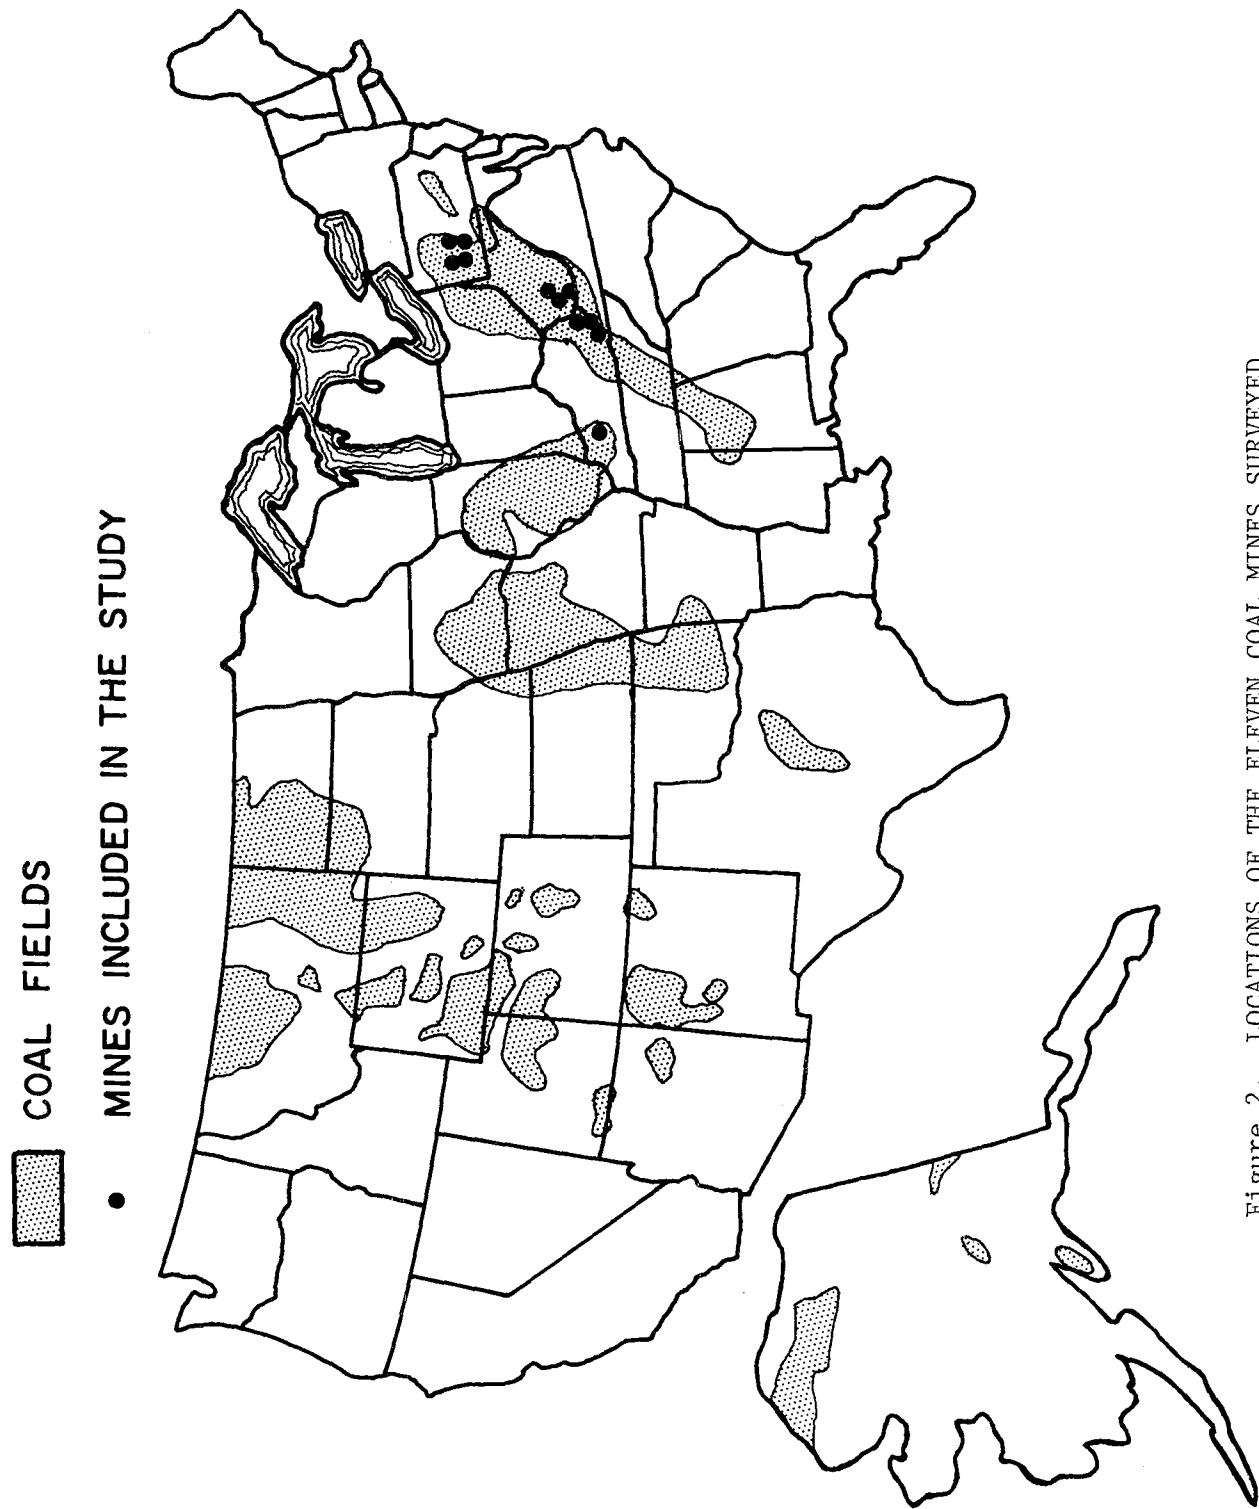 COAL FIELDS
MINES INCLUDED IN THE STUDY
Figure 2. LOCATIONS OF THE ELEVEN COAL MINES SURVEYED